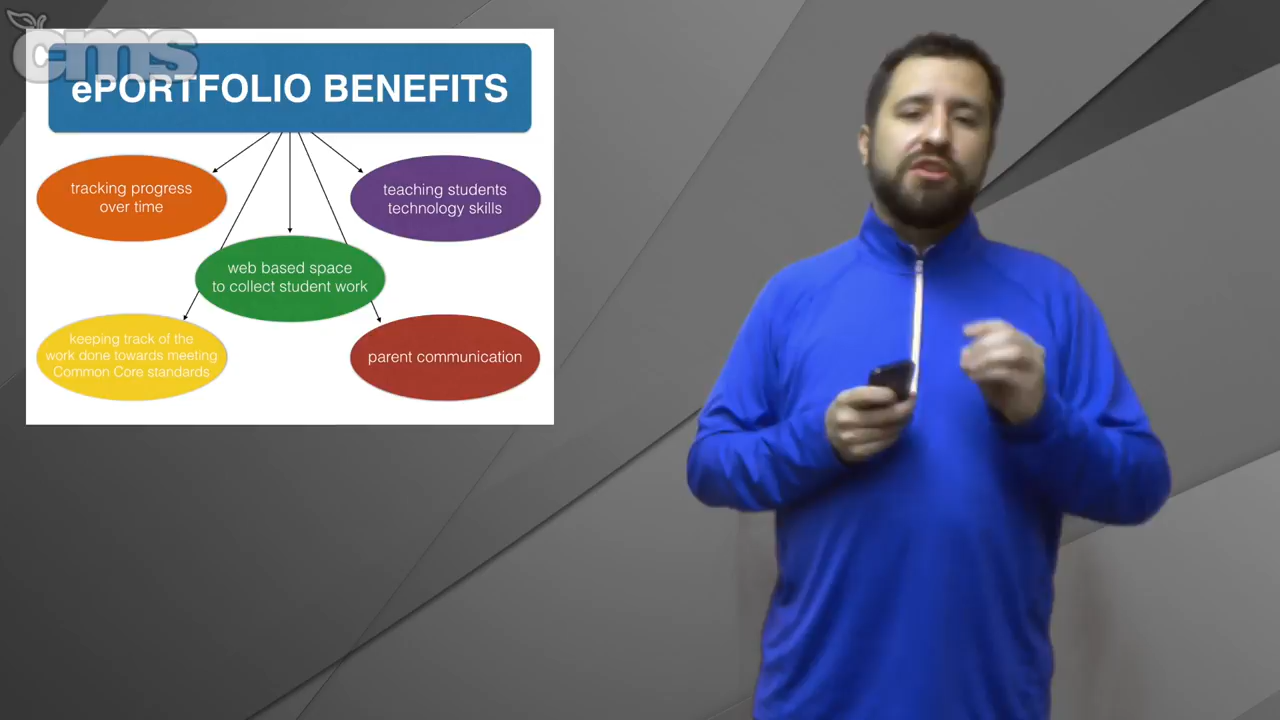 cms
ePORTFOLIO BENEFITS
tracking progress
over time
teaching students
technology skills
web based space
to collect student work
keeping track of the
work done towards meeting
Common Core standards
parent communication